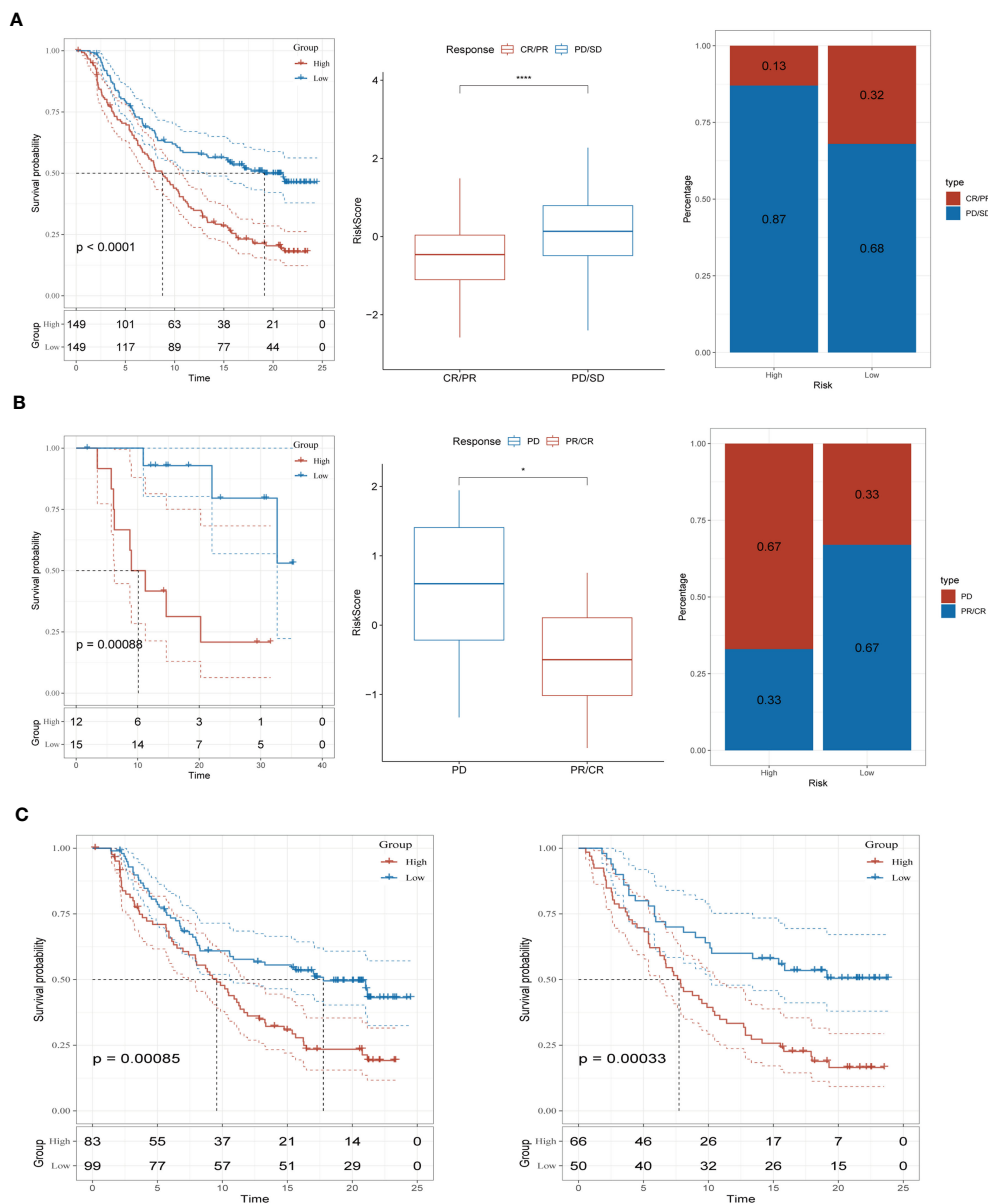 A
Group
High
Low
Survival probability
1.00
0.75
0.50
0.25
0.00
p < 0.0001
Group
High 149 101 63 38 21 0
Low 149 117 89 77 44 0
0 5 10 15 20 25
Time
Response CR/PR PD/SD
RiskScore
4
2
0
−2
****
CR/PR PD/SD
Percentage
1.00
0.75
0.50
0.25
0.00
0.13 0.32
0.87 0.68
High Low
Risk
type
CR/PR
PD/SD
B
Group
High
Low
Survival probability
1.00
0.75
0.50
0.25
0.00
p = 0.00088
Group
High 12 6 3 1 0
Low 15 14 7 5 0
0 10 20 30 40
Time
Response PD PR/CR
RiskScore
2
1
0
−1
*
PD PR/CR
Percentage
1.00
0.75
0.50
0.25
0.00
0.67 0.33
0.33 0.67
High Low
Risk
type
PD
PR/CR
C
Group
High
Low
Survival probability
1.00
0.75
0.50
0.25
0.00
p = 0.00085
Group
High 83 55 37 21 14 0
Low 99 77 57 51 29 0
0 5 10 15 20 25
Time
Group
High
Low
Survival probability
1.00
0.75
0.50
0.25
0.00
p = 0.00033
Group
High 66 46 26 17 7 0
Low 50 40 32 26 15 0
0 5 10 15 20 25
Time